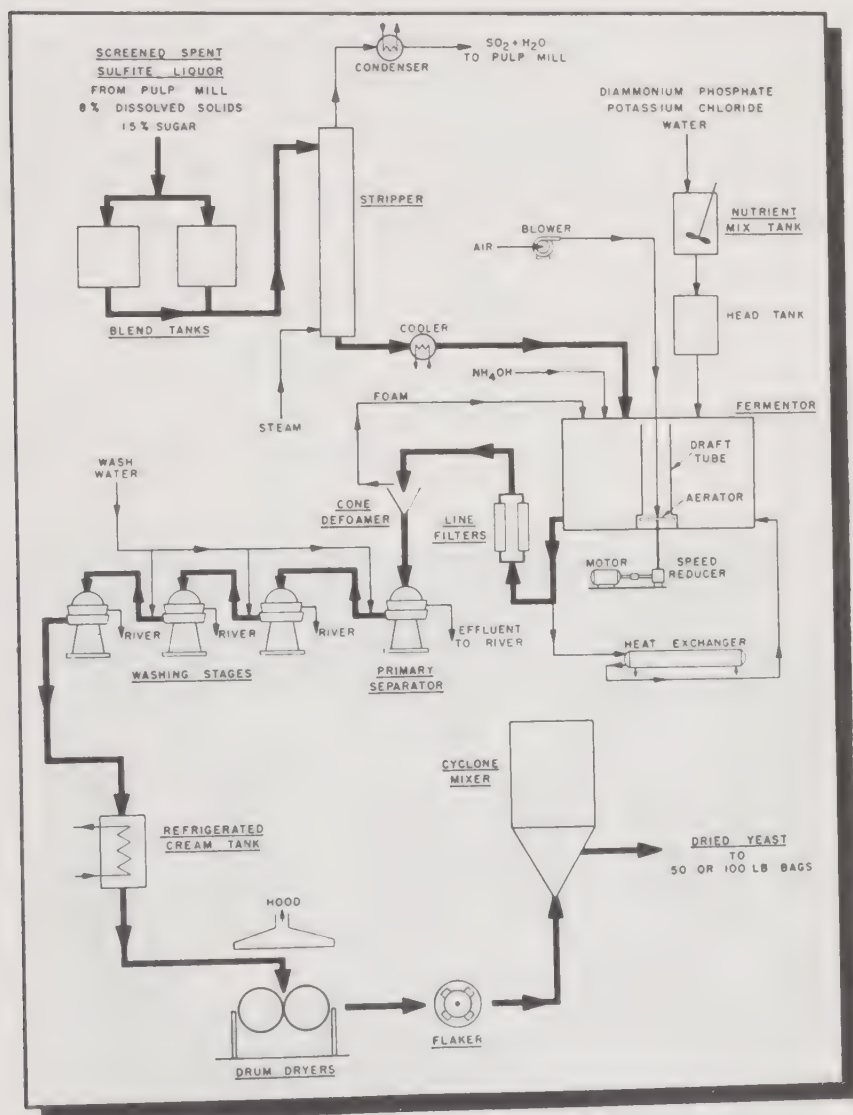 SCREENED SPENT
SULFITE LIQUOR
FROM PULP MILL
8% DISSOLVED SOLIDS
1.5% SUGAR
CONDENSER
SO2 + H2O
TO PULP MILL
DIAMMONIUM PHOSPHATE
POTASSIUM CHLORIDE
WATER
STRIPPER
BLOWER
AIR
NUTRIENT
MIX TANK
BLEND TANKS
COOLER
HEAD TANK
NH4OH
FOAM
STEAM
FERMENTOR
WASH
WATER
DRAFT
TUBE
AERATOR
CONE
DEFOAMER
LINE
FILTERS
MOTOR
SPEED
REDUCER
RIVER
RIVER
RIVER
EFFLUENT
TO RIVER
HEAT EXCHANGER
WASHING STAGES
PRIMARY
SEPARATOR
CYCLONE
MIXER
REFRIGERATED
CREAM TANK
DRIED YEAST
TO
50 OR 100 LB BAGS
HOOD
FLAKER
DRUM DRYERS